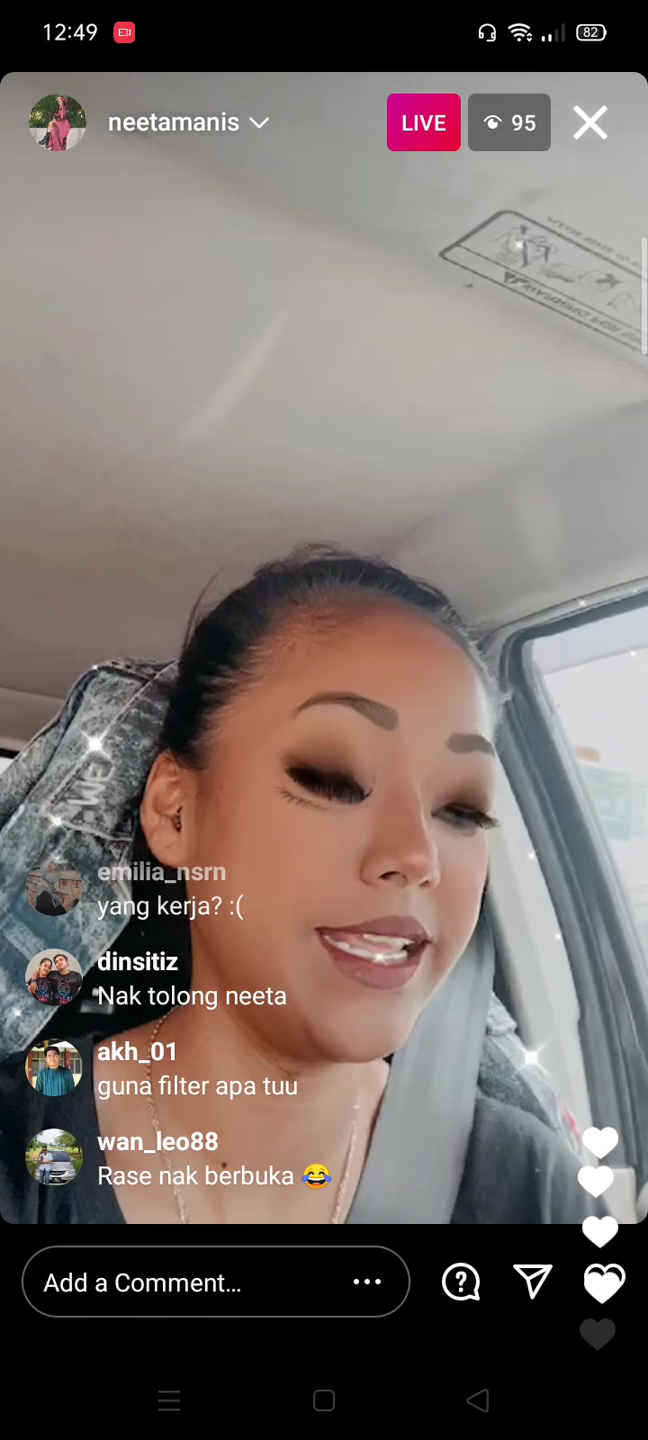 12:49
82
neetamanis
LIVE
95
emilia_nsrn
yang kerja? :(
dinsitiz
Nak tolong neeta
akh_01
guna filter apa tuu
wan_leo88
Rase nak berbuka 😂
Add a Comment...